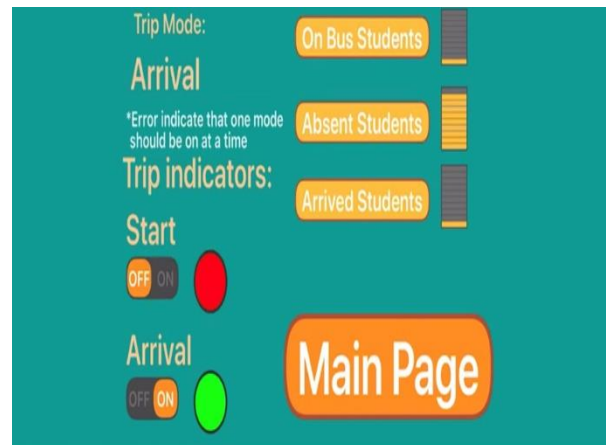 Trip Mode:
Arrival
*Error indicate that one mode
should be on at a time
Trip indicators:
Start
OFF ON
Arrival
OFF ON
On Bus Students
Absent Students
Arrived Students
Main Page